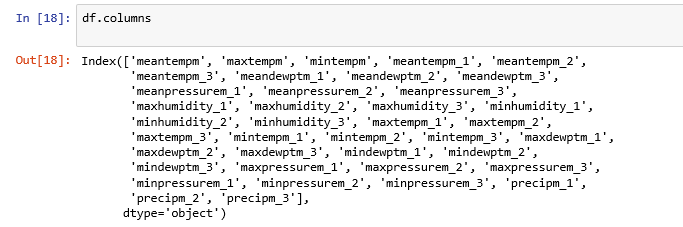 In [18]: df.columns
Out[18]: Index(['meantempm', 'maxtempm', 'mintempm', 'meantempm_1', 'meantempm_2',
'meantempm_3', 'meandewptm_1', 'meandewptm_2', 'meandewptm_3',
'meanpressurem_1', 'meanpressurem_2', 'meanpressurem_3',
'maxhumidity_1', 'maxhumidity_2', 'maxhumidity_3', 'minhumidity_1',
'minhumidity_2', 'minhumidity_3', 'maxtempm_1', 'maxtempm_2',
'maxtempm_3', 'mintempm_1', 'mintempm_2', 'mintempm_3', 'maxdewptm_1',
'maxdewptm_2', 'maxdewptm_3', 'mindewptm_1', 'mindewptm_2',
'mindewptm_3', 'maxpressurem_1', 'maxpressurem_2', 'maxpressurem_3',
'minpressurem_1', 'minpressurem_2', 'minpressurem_3', 'precipm_1',
'precipm_2', 'precipm_3'],
dtype='object')